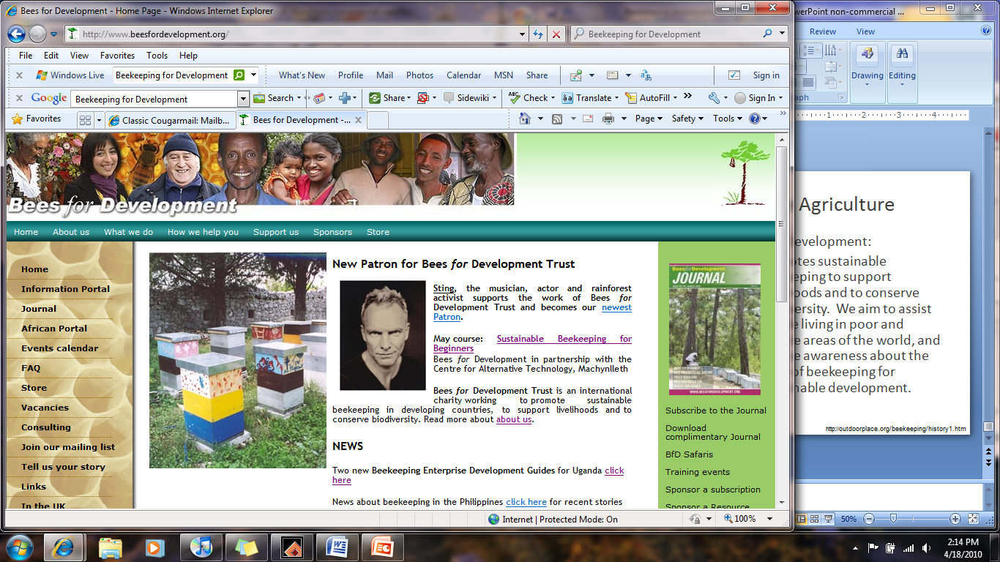 Bees for Development - Home Page - Windows Internet Explorer
http://www.beesfordevelopment.org/
Beekeeping for Development
File Edit View Favorites Tools Help
Windows Live Beekeeping for Development What's New Profile Mail Photos Calendar MSN Share Sign in
Google Beekeeping for Development Search Share Sidewiki Check Translate AutoFill Sign In
Favorites Classic Cougarmail: Mailb... Bees for Development -... Page Safety Tools
Bees for Development
Home About us What we do How we help you Support us Sponsors Store
Home
Information Portal
Journal
African Portal
Events calendar
FAQ
Store
Vacancies
Consulting
Join our mailing list
Tell us your story
Links
In the UK
New Patron for Bees for Development Trust
Sting, the musician, actor and rainforest
activist supports the work of Bees for
Development Trust and becomes our newest
Patron.
May course: Sustainable Beekeeping for
Beginners
Bees for Development in partnership with the
Centre for Alternative Technology, Machynlleth
Bees for Development Trust is an international
charity working to promote sustainable
beekeeping in developing countries, to support livelihoods and to
conserve biodiversity. Read more about about us.
NEWS
Two new Beekeeping Enterprise Development Guides for Uganda click
here
News about beekeeping in the Philippines click here for recent stories
Bees for Development
JOURNAL
WWW.BEESFORDEVELOPMENT.ORG
Subscribe to the Journal
Download
complimentary Journal
BfD Safaris
Training events
Sponsor a subscription
Sponsor a Resource
Internet | Protected Mode: On 100%
werPoint non-commercial ...
Review View
Drawing Editing
aph
1 2 3 4
Agriculture
evelopment:
otes sustainable
eping to support
oods and to conserve
ersity. We aim to assist
e living in poor and
e areas of the world, and
e awareness about the
of beekeeping for
nable development.
http://outdoorplace.org/beekeeping/history1.htm
50%
2:14 PM
4/18/2010